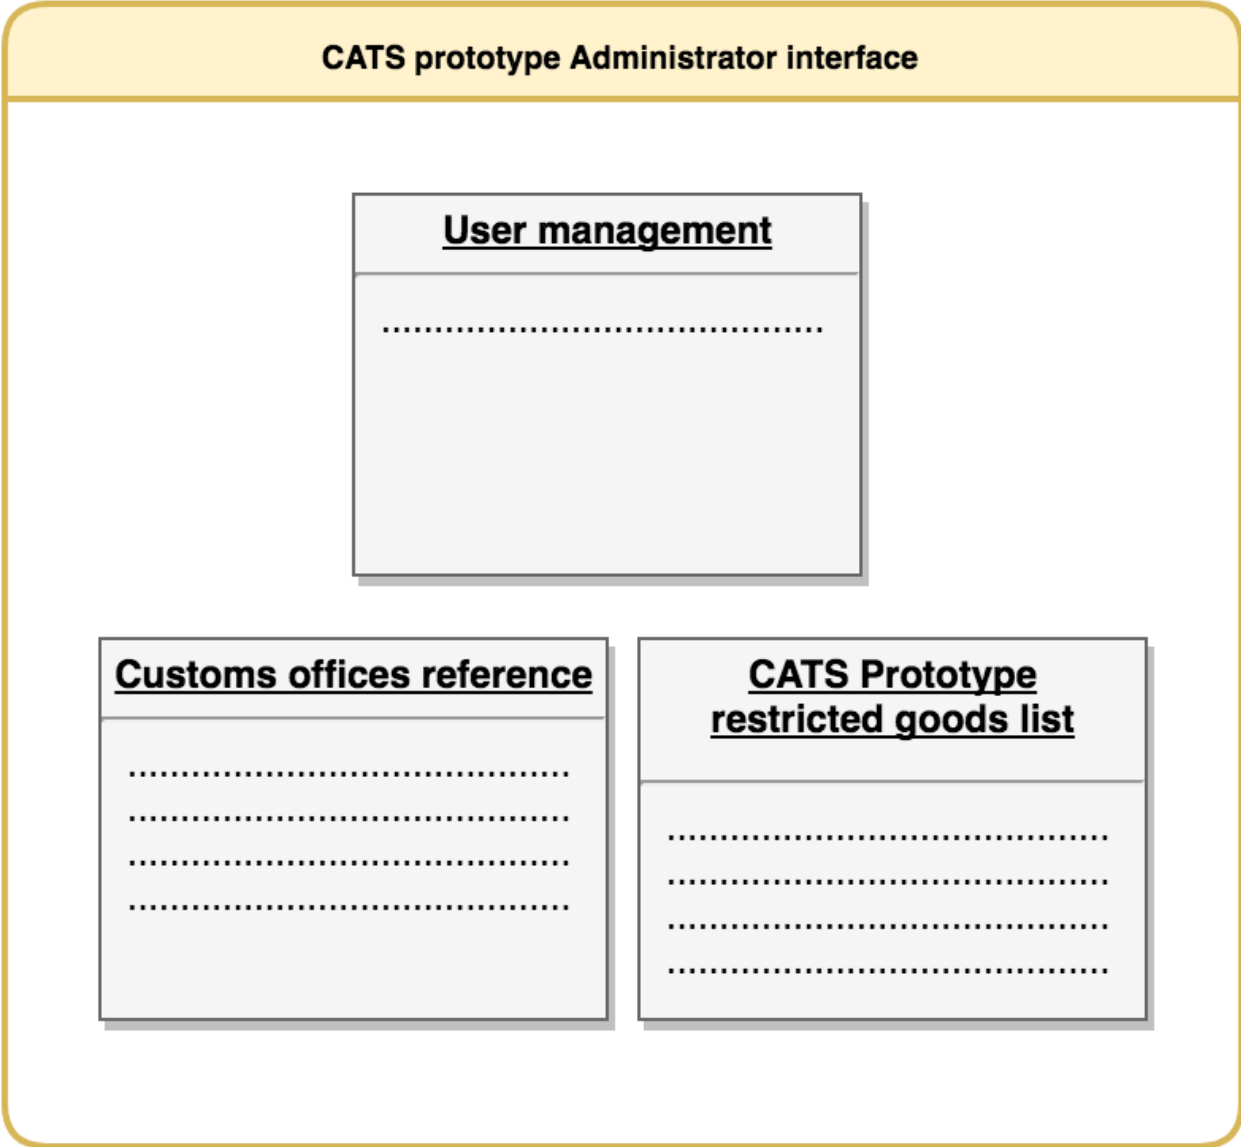 CATS prototype Administrator interface
User management
..........................................
Customs offices reference
..........................................
..........................................
..........................................
..........................................
CATS Prototype
restricted goods list
..........................................
..........................................
..........................................
..........................................